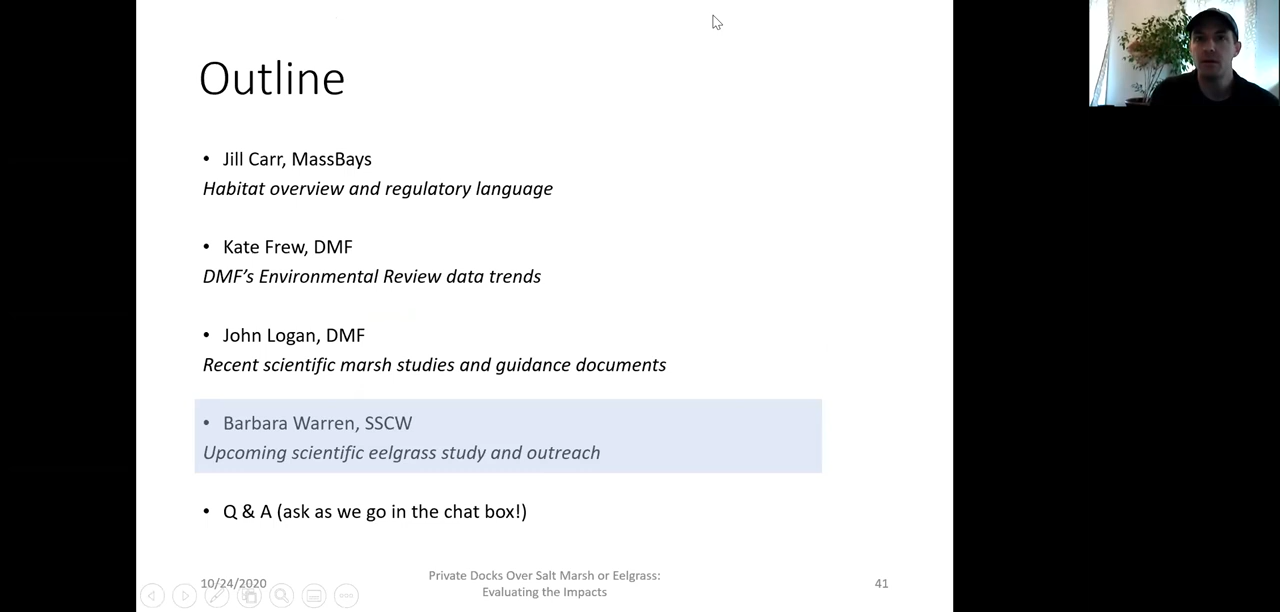 Outline
• Jill Carr, MassBays
Habitat overview and regulatory language
• Kate Frew, DMF
DMF’s Environmental Review data trends
• John Logan, DMF
Recent scientific marsh studies and guidance documents
• Barbara Warren, SSCW
Upcoming scientific eelgrass study and outreach
• Q & A (ask as we go in the chat box!)
10/24/2020
Private Docks Over Salt Marsh or Eelgrass:
Evaluating the Impacts
41